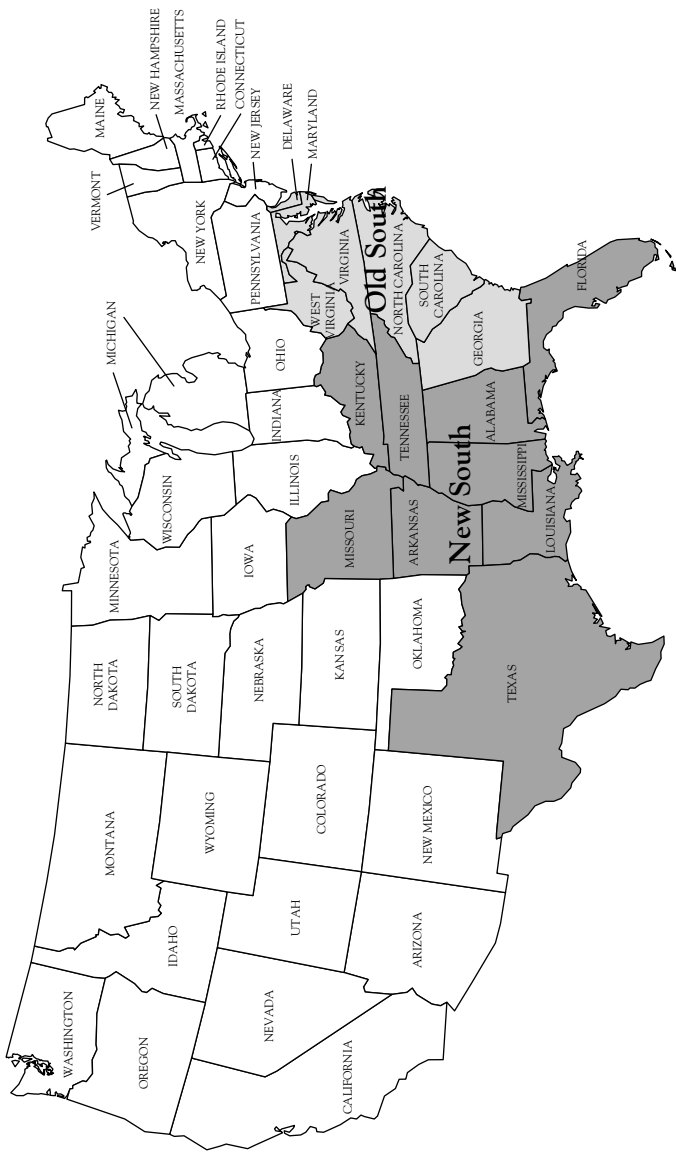 WASHINGTON
OREGON
CALIFORNIA
NEVADA
IDAHO
MONTANA
WYOMING
UTAH
ARIZONA
COLORADO
NEW MEXICO
NORTH
DAKOTA
SOUTH
DAKOTA
NEBRASKA
KANSAS
OKLAHOMA
TEXAS
MINNESOTA
IOWA
MISSOURI
ARKANSAS
LOUISIANA
WISCONSIN
ILLINOIS
MICHIGAN
INDIANA
OHIO
KENTUCKY
TENNESSEE
MISSISSIPPI
ALABAMA
New South
GEORGIA
FLORIDA
SOUTH
CAROLINA
NORTH CAROLINA
Old South
VIRGINIA
WEST
VIRGINIA
PENNSYLVANIA
NEW YORK
VERMONT
MAINE
NEW HAMPSHIRE
MASSACHUSETTS
RHODE ISLAND
CONNECTICUT
NEW JERSEY
DELAWARE
MARYLAND